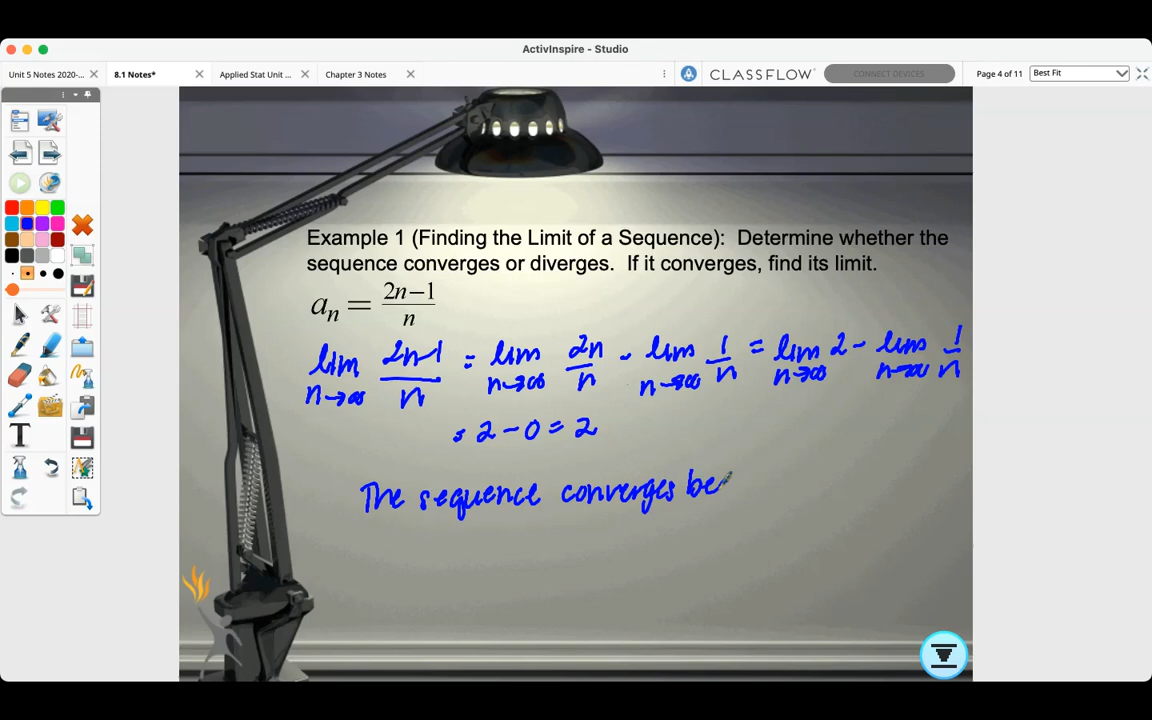 ActivInspire - Studio
Unit 5 Notes 2020-... 8.1 Notes* Applied Stat Unit ... Chapter 3 Notes CLASSFLOW CONNECT DEVICES Page 4 of 11 Best Fit
Example 1 (Finding the Limit of a Sequence): Determine whether the
sequence converges or diverges. If it converges, find its limit.
aₙ = (2n−1)/n
lim n→∞ (2n−1)/n = lim n→∞ 2n/n - lim n→∞ 1/n = lim n→∞ 2 - lim n→∞ 1/n
= 2 - 0 = 2
The sequence converges bec
T